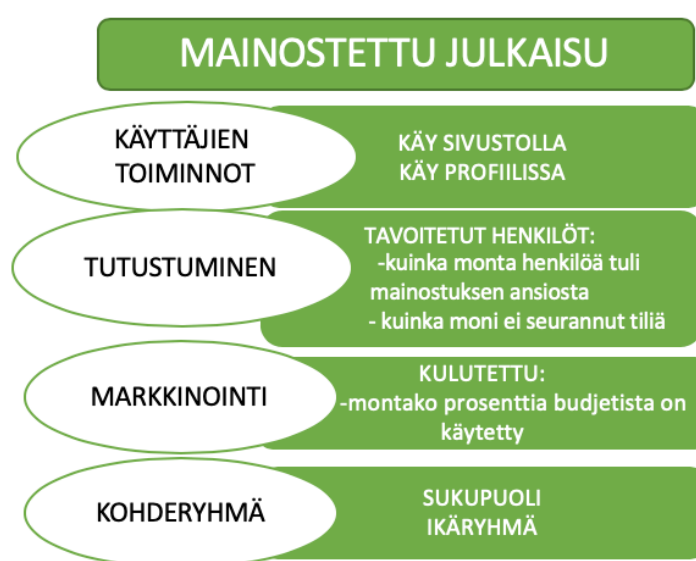 MAINOSTETTU JULKAISU
KÄYTTÄJIEN
TOIMINNOT
KÄY SIVUSTOLLA
KÄY PROFIILISSA
TUTUSTUMINEN
TAVOITETUT HENKILÖT:
-kuinka monta henkilöä tuli
mainostuksen ansiosta
- kuinka moni ei seurannut tiliä
MARKKINOINTI
KULUTETTU:
-montako prosenttia budjetista on
käytetty
KOHDERYHMÄ
SUKUPUOLI
IKÄRYHMÄ